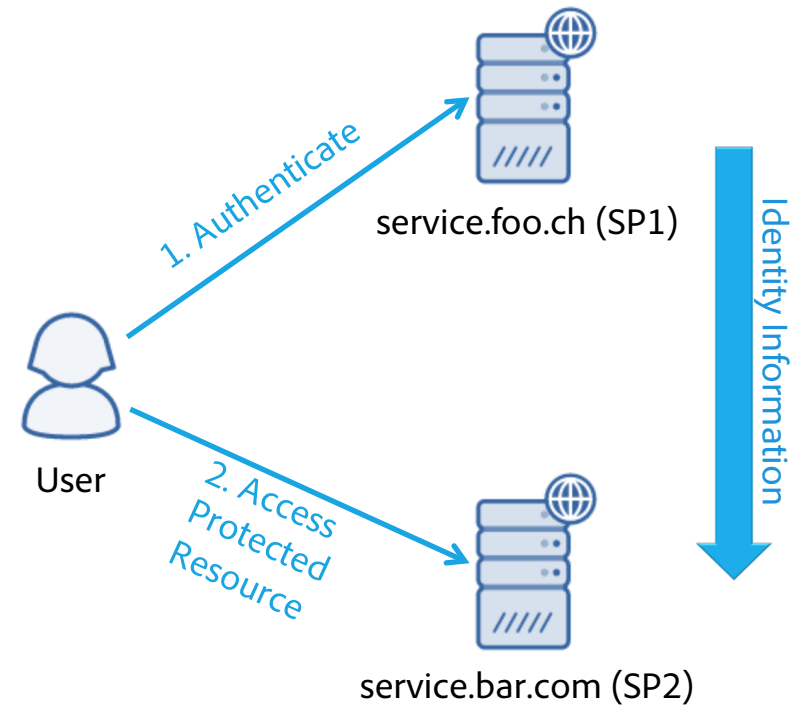 1. Authenticate
service.foo.ch (SP1)
Identity Information
User
2. Access
Protected
Resource
service.bar.com (SP2)